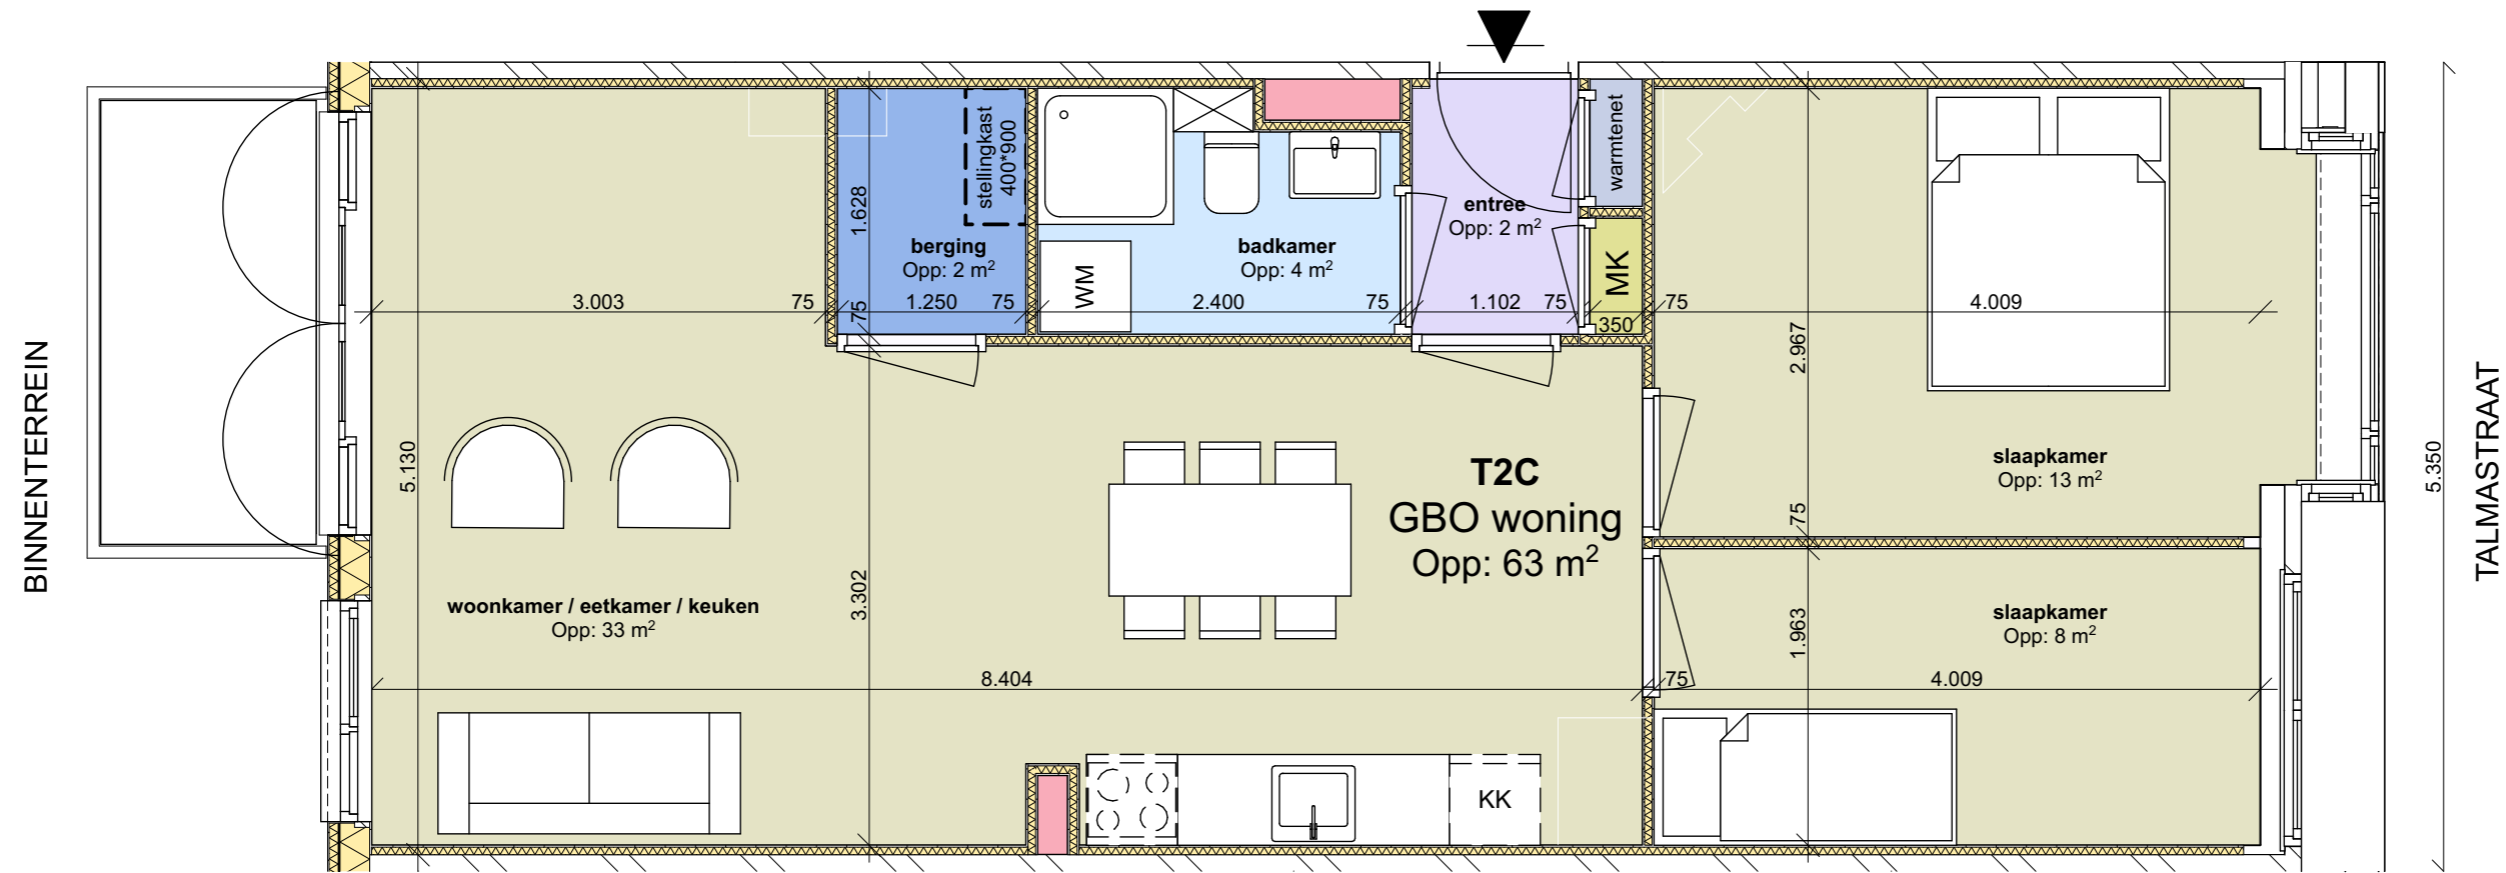 BINNENTERREIN
stellingkast
400*900
warmtenet
1.628
berging
Opp: 2 m²
badkamer
Opp: 4 m²
entree
Opp: 2 m²
WM
MK
3.003
75
75
1.250
75
2.400
75
1.102
75
350
75
4.009
2.967
5.130
T2C
GBO woning
Opp: 63 m²
slaapkamer
Opp: 13 m²
75
5.350
TALMASTRAAT
3.302
woonkamer / eetkamer / keuken
Opp: 33 m²
slaapkamer
Opp: 8 m²
1.963
8.404
75
4.009
KK